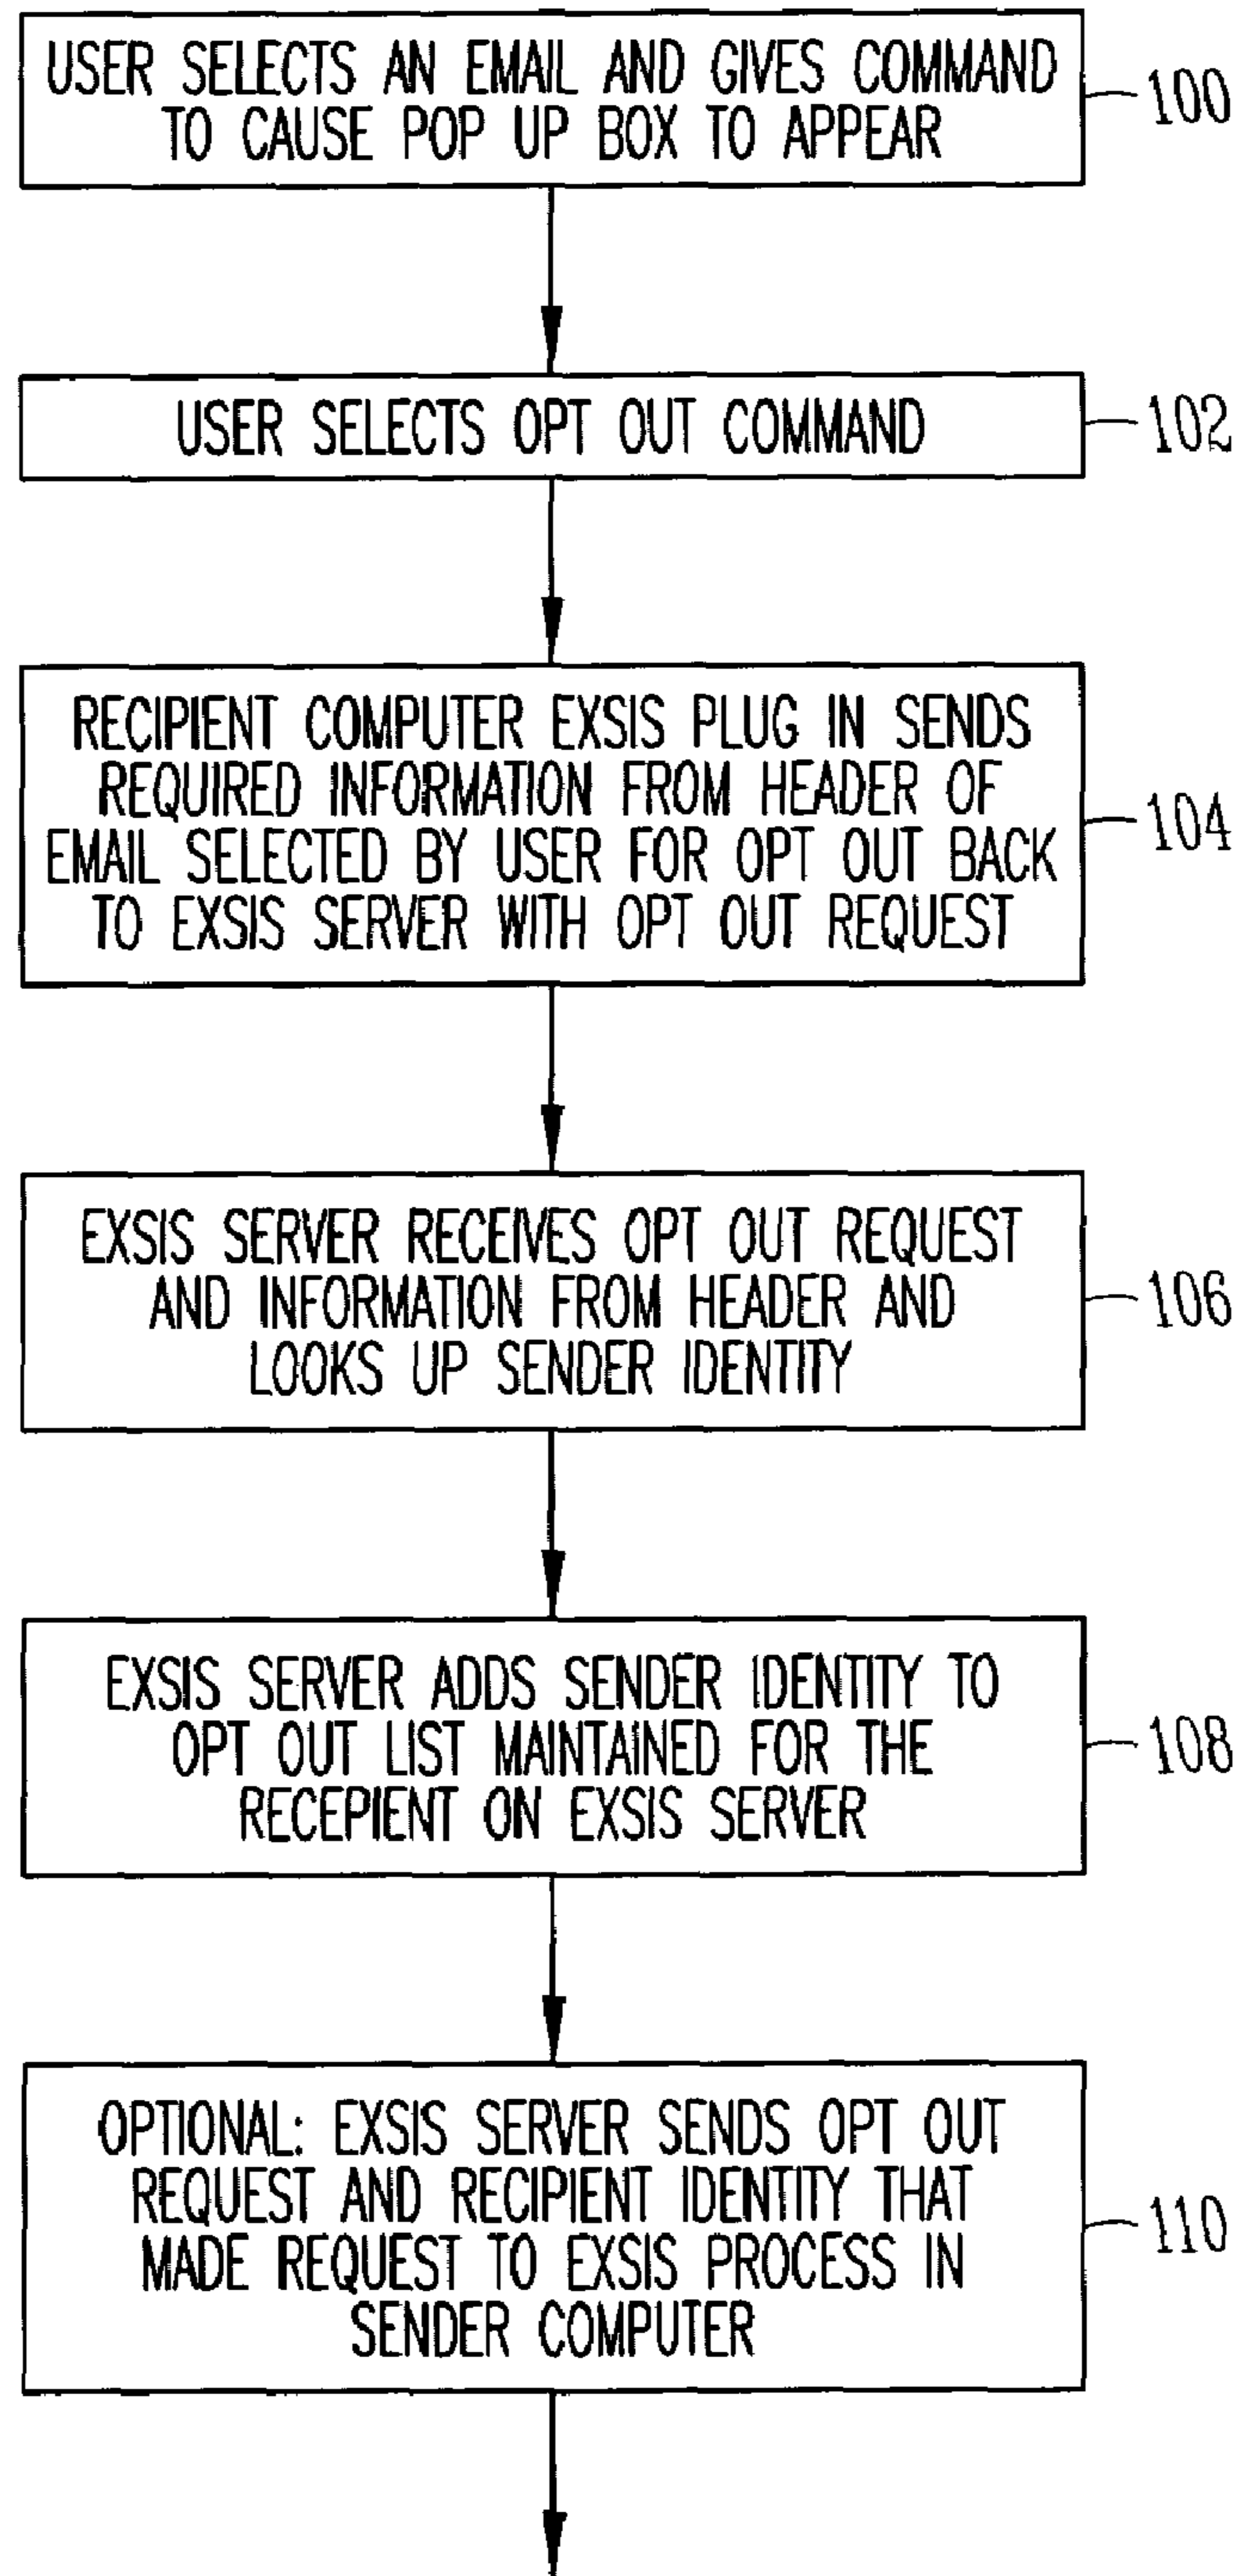 USER SELECTS AN EMAIL AND GIVES COMMAND
TO CAUSE POP UP BOX TO APPEAR
100
USER SELECTS OPT OUT COMMAND
102
RECIPIENT COMPUTER EXSIS PLUG IN SENDS
REQUIRED INFORMATION FROM HEADER OF
EMAIL SELECTED BY USER FOR OPT OUT BACK
TO EXSIS SERVER WITH OPT OUT REQUEST
104
EXSIS SERVER RECEIVES OPT OUT REQUEST
AND INFORMATION FROM HEADER AND
LOOKS UP SENDER IDENTITY
106
EXSIS SERVER ADDS SENDER IDENTITY TO
OPT OUT LIST MAINTAINED FOR THE
RECEPIENT ON EXSIS SERVER
108
OPTIONAL: EXSIS SERVER SENDS OPT OUT
REQUEST AND RECIPIENT IDENTITY THAT
MADE REQUEST TO EXSIS PROCESS IN
SENDER COMPUTER
110